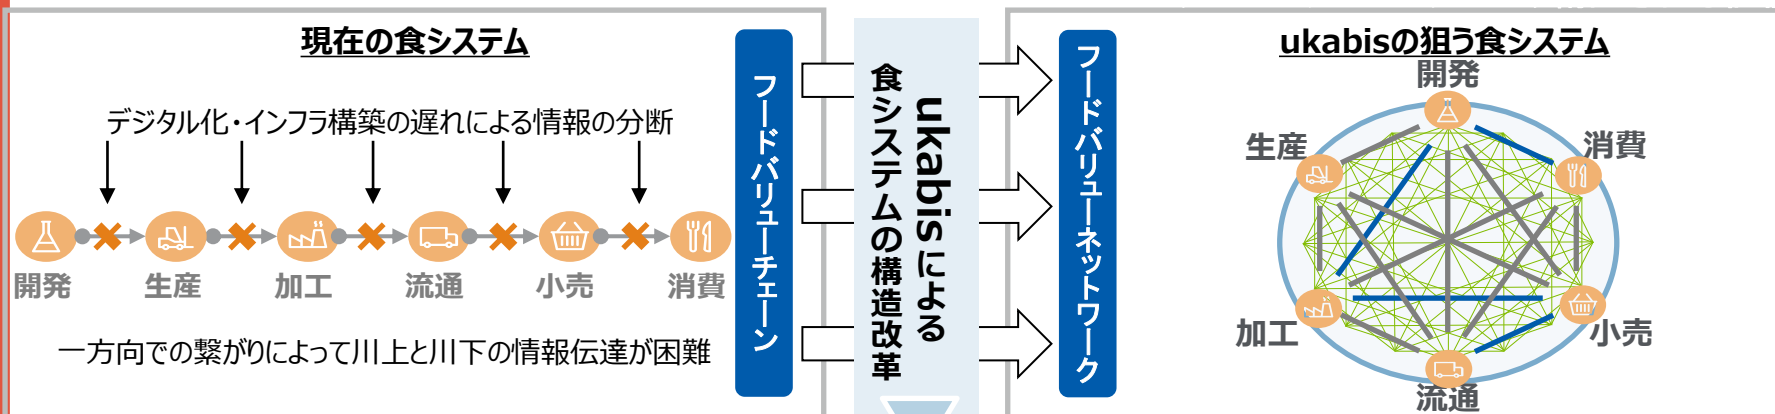 現在の食システム
デジタル化・インフラ構築の遅れによる情報の分断
開発
生産
加工
流通
小売
消費
一方向での繋がりによって川上と川下の情報伝達が困難
フードバリューチェーン
ukabisによる
食システムの構造改革
フードバリューネットワーク
ukabisの狙う食システム
開発
生産
消費
加工
小売
流通